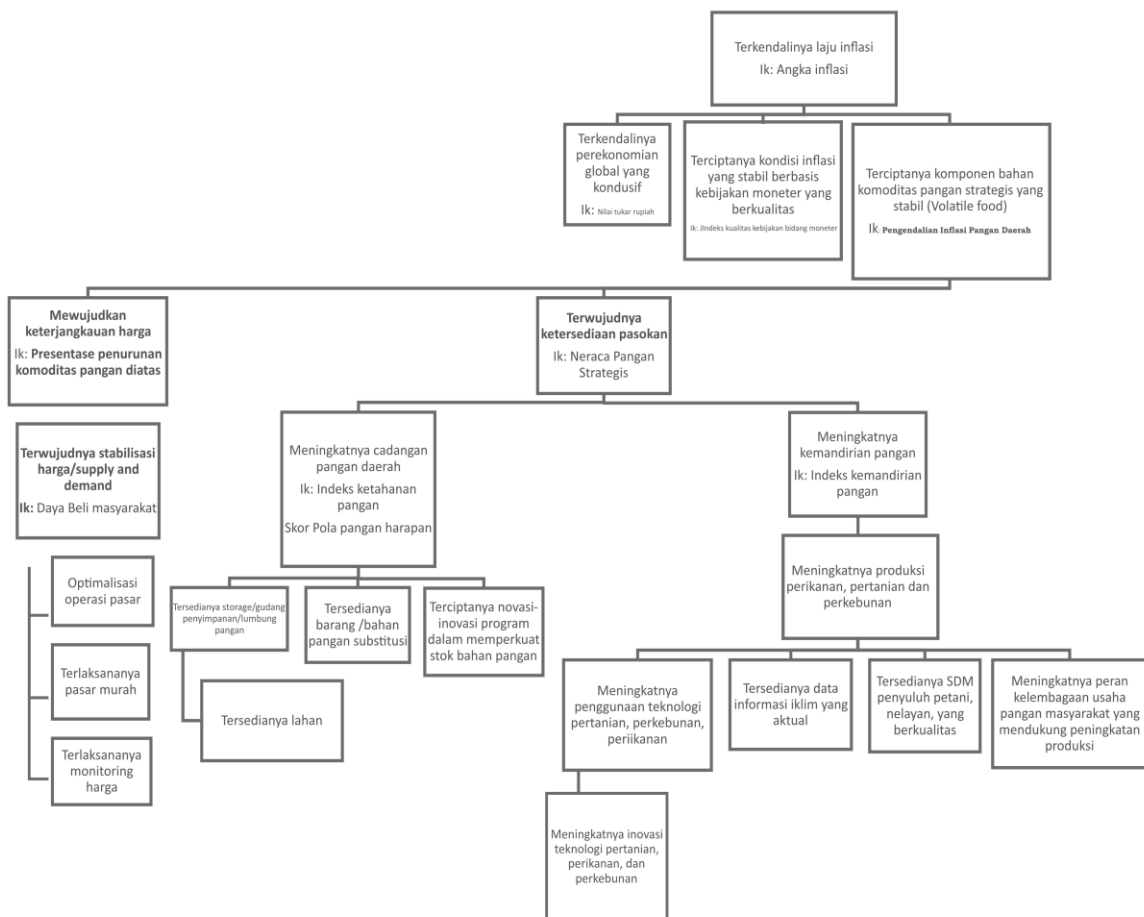 Terkendalinya laju inflasi
Ik: Angka inflasi
Terkendalinya
perekonomian
global yang
kondusif
Ik: Nilai tukar rupiah
Terciptanya kondisi inflasi
yang stabil berbasis
kebijakan moneter yang
berkualitas
Ik: JIndeks kualitas kebijakan bidang moneter
Terciptanya komponen bahan
komoditas pangan strategis yang
stabil (Volatile food)
Ik: Pengendalian Inflasi Pangan Daerah
Mewujudkan
keterjangkauan harga
Ik: Presentase penurunan
komoditas pangan diatas
Terwujudnya
ketersediaan pasokan
Ik: Neraca Pangan
Strategis
Terwujudnya stabilisasi
harga/supply and
demand
Ik: Daya Beli masyarakat
Optimalisasi
operasi pasar
Terlaksananya
pasar murah
Terlaksananya
monitoring
harga
Meningkatnya cadangan
pangan daerah
Ik: Indeks ketahanan
pangan
Skor Pola pangan harapan
Meningkatnya
kemandirian pangan
Ik: Indeks kemandirian
pangan
Tersedianya storage/gudang
penyimpanan/lumbung
pangan
Tersedianya
barang /bahan
pangan substitusi
Terciptanya novasi-
inovasi program
dalam memperkuat
stok bahan pangan
Tersedianya lahan
Meningkatnya produksi
perikanan, pertanian dan
perkebunan
Meningkatnya
penggunaan teknologi
pertanian, perkebunan,
periikanan
Tersedianya data
informasi iklim yang
aktual
Tersedianya SDM
penyuluh petani,
nelayan, yang
berkualitas
Meningkatnya peran
kelembagaan usaha
pangan masyarakat yang
mendukung peningkatan
produksi
Meningkatnya inovasi
teknologi pertanian,
perikanan, dan
perkebunan